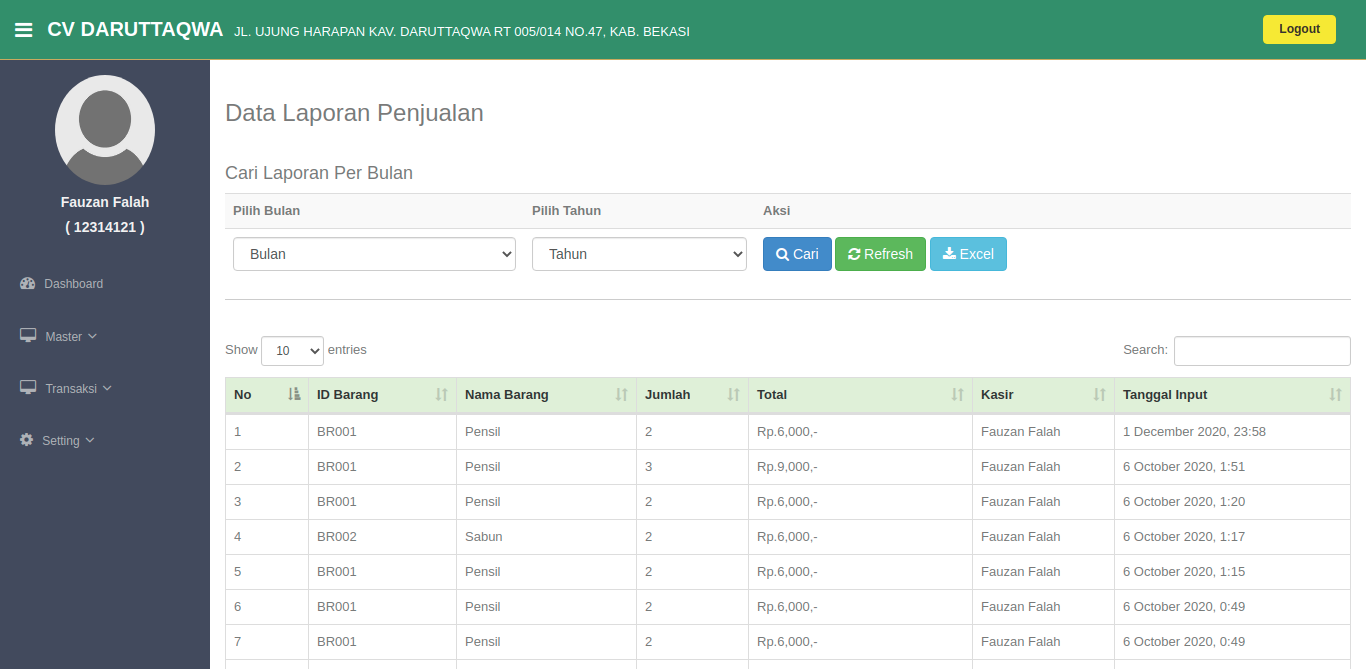 CV DARUTTAQWA JL. UJUNG HARAPAN KAV. DARUTTAQWA RT 005/014 NO.47, KAB. BEKASI Logout
Fauzan Falah
( 12314121 )
Dashboard
Master
Transaksi
Setting
Data Laporan Penjualan
Cari Laporan Per Bulan
Pilih Bulan Pilih Tahun Aksi
Bulan Tahun Cari Refresh Excel
Show 10 entries Search:
No ID Barang Nama Barang Jumlah Total Kasir Tanggal Input
1 BR001 Pensil 2 Rp.6,000,- Fauzan Falah 1 December 2020, 23:58
2 BR001 Pensil 3 Rp.9,000,- Fauzan Falah 6 October 2020, 1:51
3 BR001 Pensil 2 Rp.6,000,- Fauzan Falah 6 October 2020, 1:20
4 BR002 Sabun 2 Rp.6,000,- Fauzan Falah 6 October 2020, 1:17
5 BR001 Pensil 2 Rp.6,000,- Fauzan Falah 6 October 2020, 1:15
6 BR001 Pensil 2 Rp.6,000,- Fauzan Falah 6 October 2020, 0:49
7 BR001 Pensil 2 Rp.6,000,- Fauzan Falah 6 October 2020, 0:49